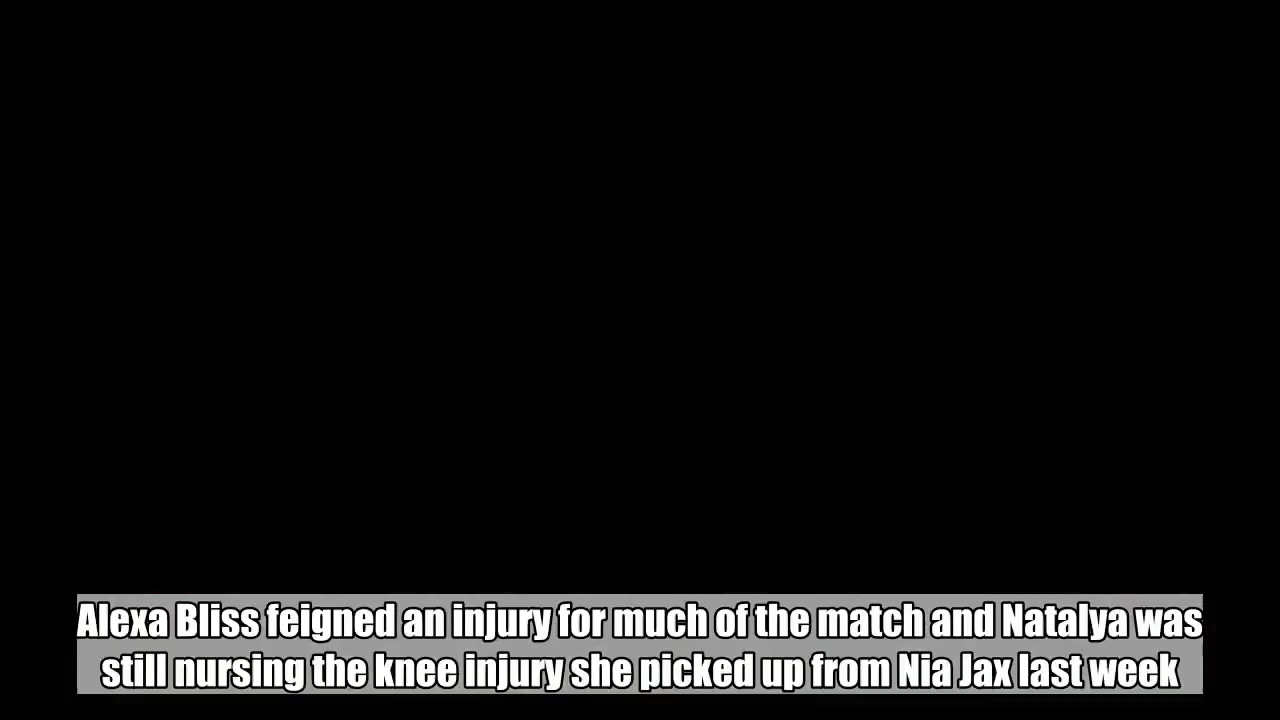 Alexa Bliss feigned an injury for much of the match and Natalya was
still nursing the knee injury she picked up from Nia Jax last week